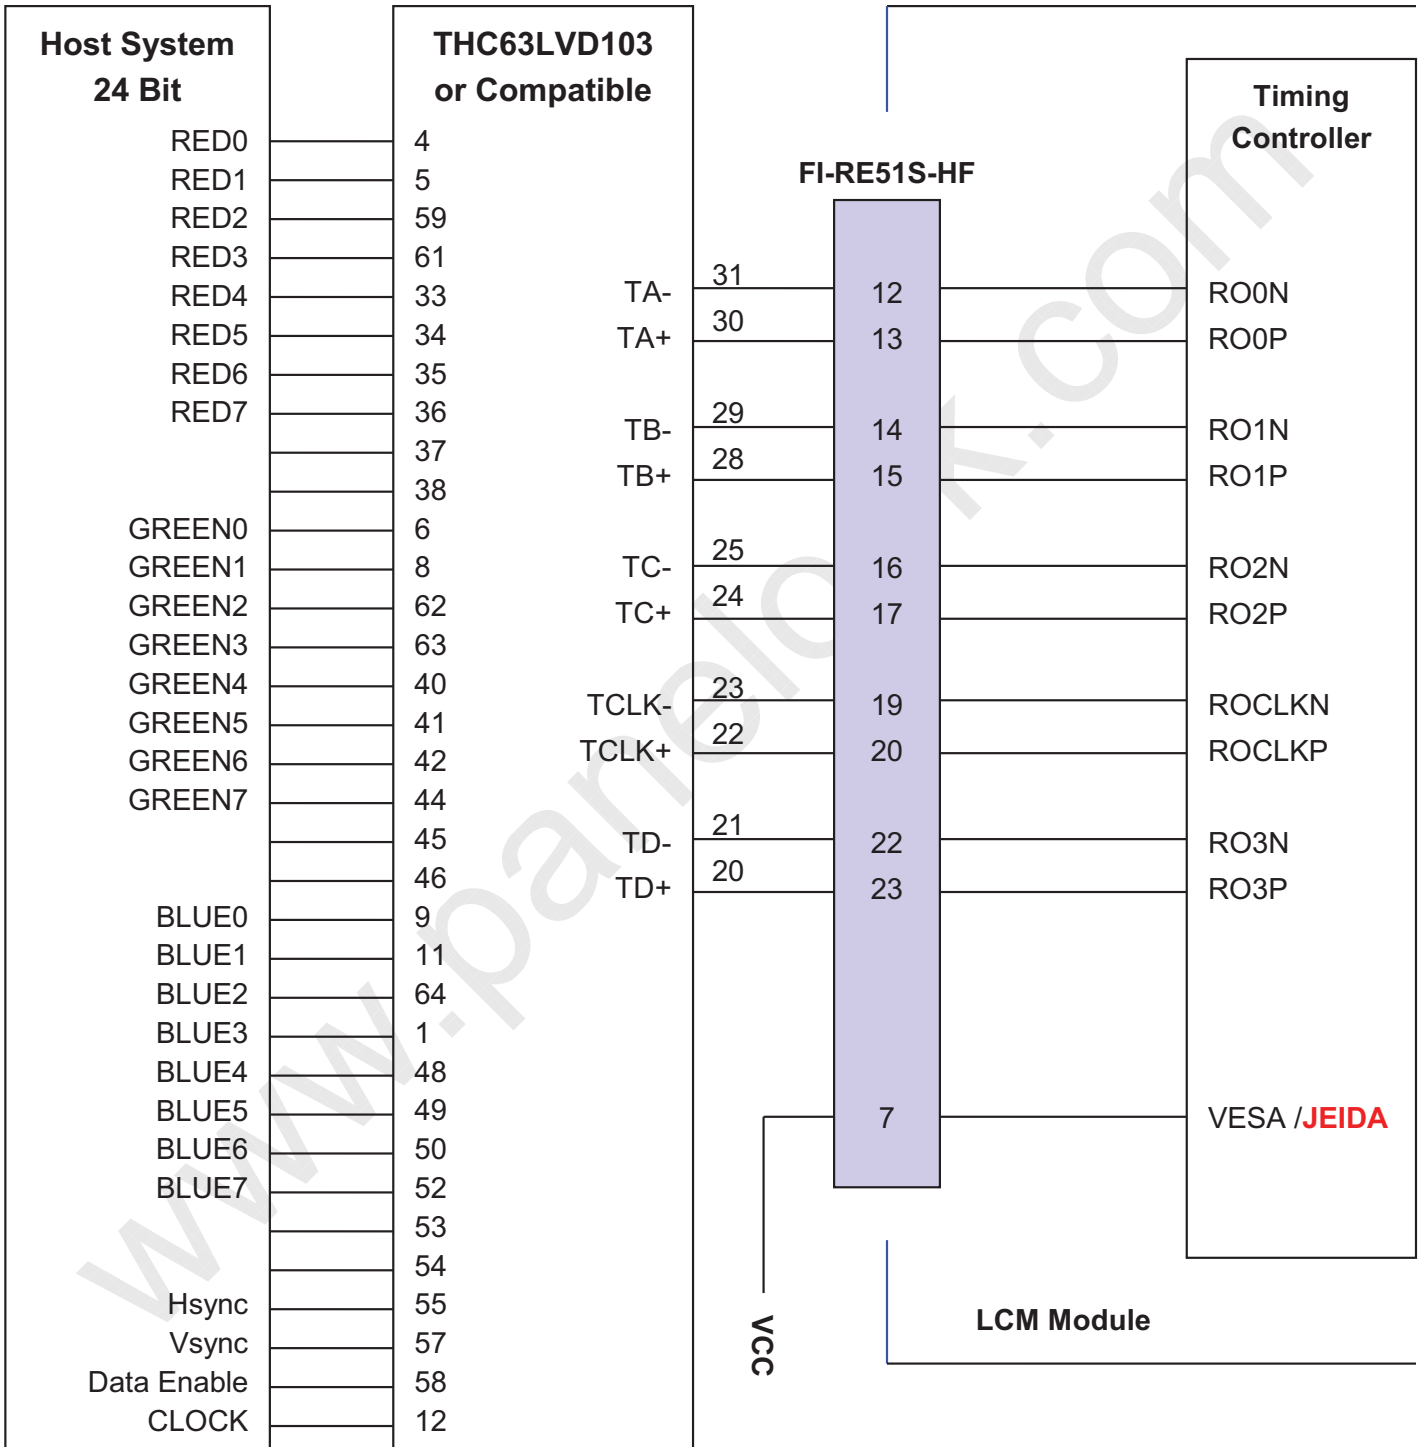 Host System
24 Bit
RED0
RED1
RED2
RED3
RED4
RED5
RED6
RED7
GREEN0
GREEN1
GREEN2
GREEN3
GREEN4
GREEN5
GREEN6
GREEN7
BLUE0
BLUE1
BLUE2
BLUE3
BLUE4
BLUE5
BLUE6
BLUE7
Hsync
Vsync
Data Enable
CLOCK
THC63LVD103
or Compatible
4
5
59
61
33
34
35
36
37
38
6
8
62
63
40
41
42
44
45
46
9
11
64
1
48
49
50
52
53
54
55
57
58
12
TA-
TA+
TB-
TB+
TC-
TC+
TCLK-
TCLK+
TD-
TD+
31
30
29
28
25
24
23
22
21
20
FI-RE51S-HF
12
13
14
15
16
17
19
20
22
23
7
VCC
Timing
Controller
RO0N
RO0P
RO1N
RO1P
RO2N
RO2P
ROCLKN
ROCLKP
RO3N
RO3P
VESA /JEIDA
LCM Module